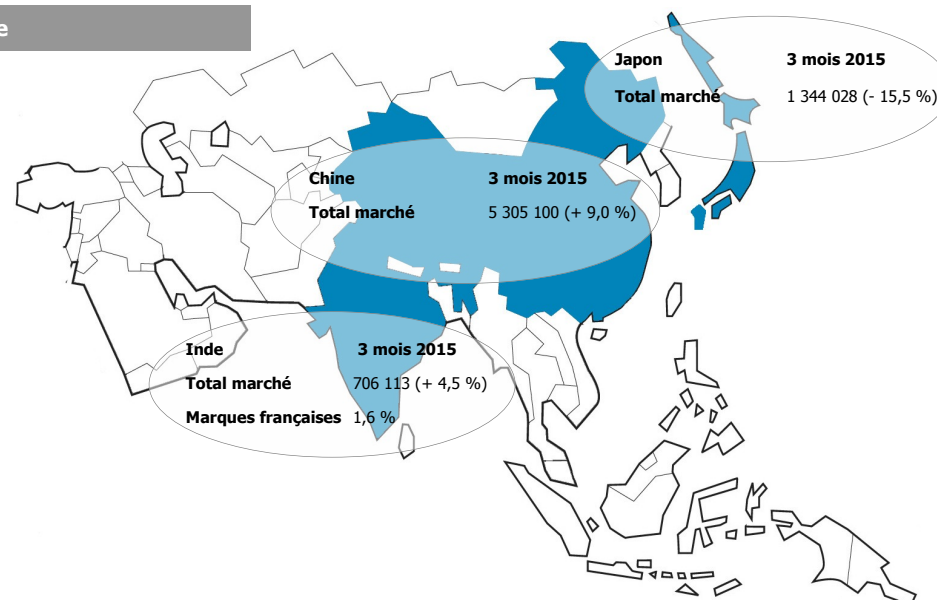 e
Japon 3 mois 2015
Total marché 1 344 028 (- 15,5 %)
Chine 3 mois 2015
Total marché 5 305 100 (+ 9,0 %)
Inde 3 mois 2015
Total marché 706 113 (+ 4,5 %)
Marques françaises 1,6 %